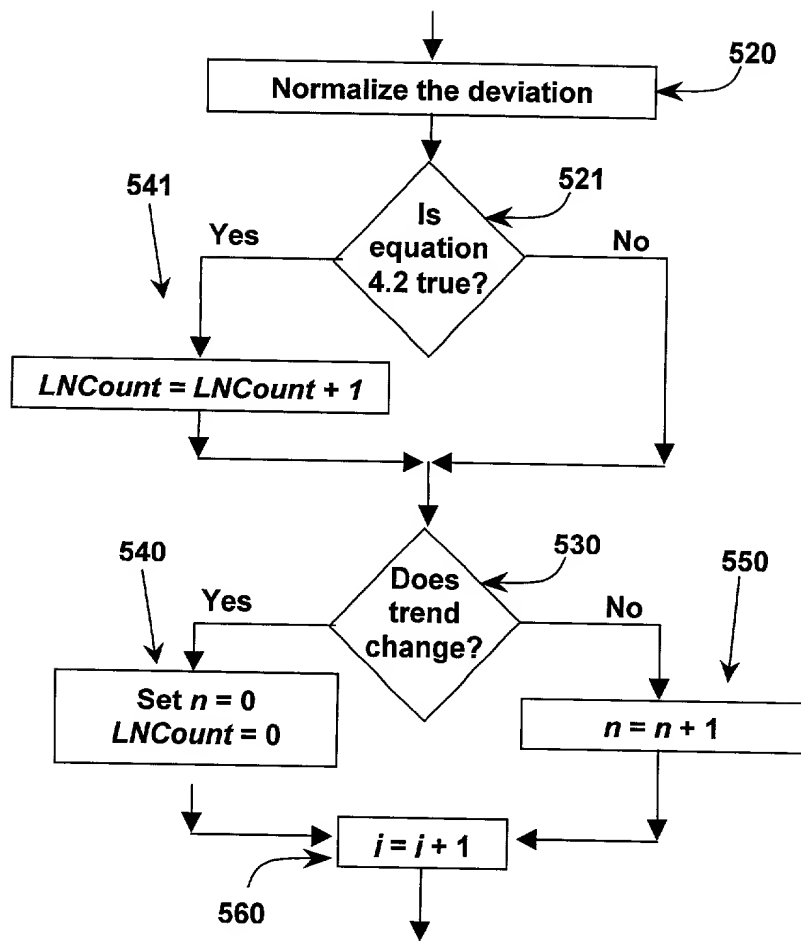 520
Normalize the deviation
541
521
Is
equation
4.2 true?
Yes
No
LNCount = LNCount + 1
540
530
550
Does
trend
change?
Yes
No
Set n = 0
LNCount = 0
n = n + 1
i = i + 1
560